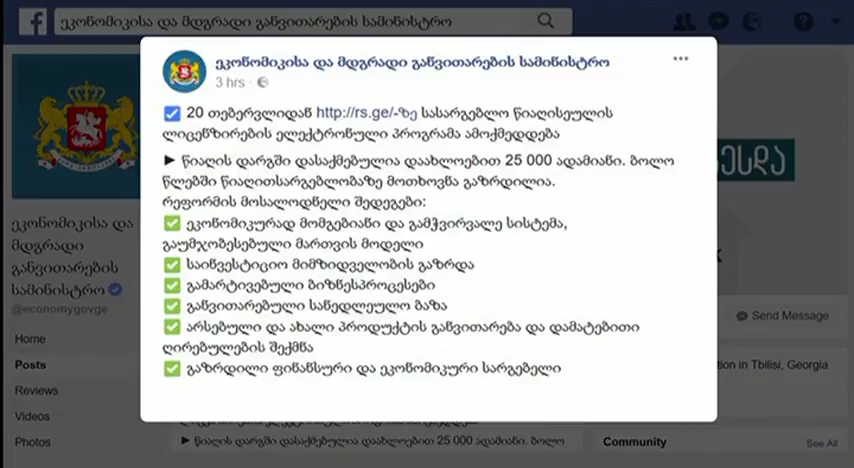 ეკონომიკისა და მდგრადი განვითარების სამინისტრო
ეკონომიკისა და მდგრადი განვითარების სამინისტრო
3 hrs
20 თებერვლიდან http://rs.ge/-ზე სასარგებლო წიაღისეულის
ლიცენზირების ელექტრონული პროგრამა ამოქმედდება
► წიაღის დარგში დასაქმებულია დაახლოებით 25 000 ადამიანი. ბოლო
წლებში წიაღითსარგებლობაზე მოთხოვნა გაზრდილია.
რეფორმის მოსალოდნელი შედეგები:
✅ ეკონომიკურად მომგებიანი და გამჭვირვალე სისტემა,
გაუმჯობესებული მართვის მოდელი
✅ საინვესტიციო მიმზიდველობის გაზრდა
✅ გამარტივებული ბიზნესპროცესები
✅ განვითარებული სანედლეულო ბაზა
✅ არსებული და ახალი პროდუქტის განვითარება და დამატებითი
ღირებულების შექმნა
✅ გაზრდილი ფინანსური და ეკონომიკური სარგებელი
ეკონომიკისა და
მდგრადი
განვითარების
სამინისტრო
@economygovge
Home
Posts
Reviews
Videos
Photos
Send Message
tion in Tbilisi, Georgia
► წიაღის დარგში დასაქმებულია დაახლოებით 25 000 ადამიანი. ბოლო
Community
See All